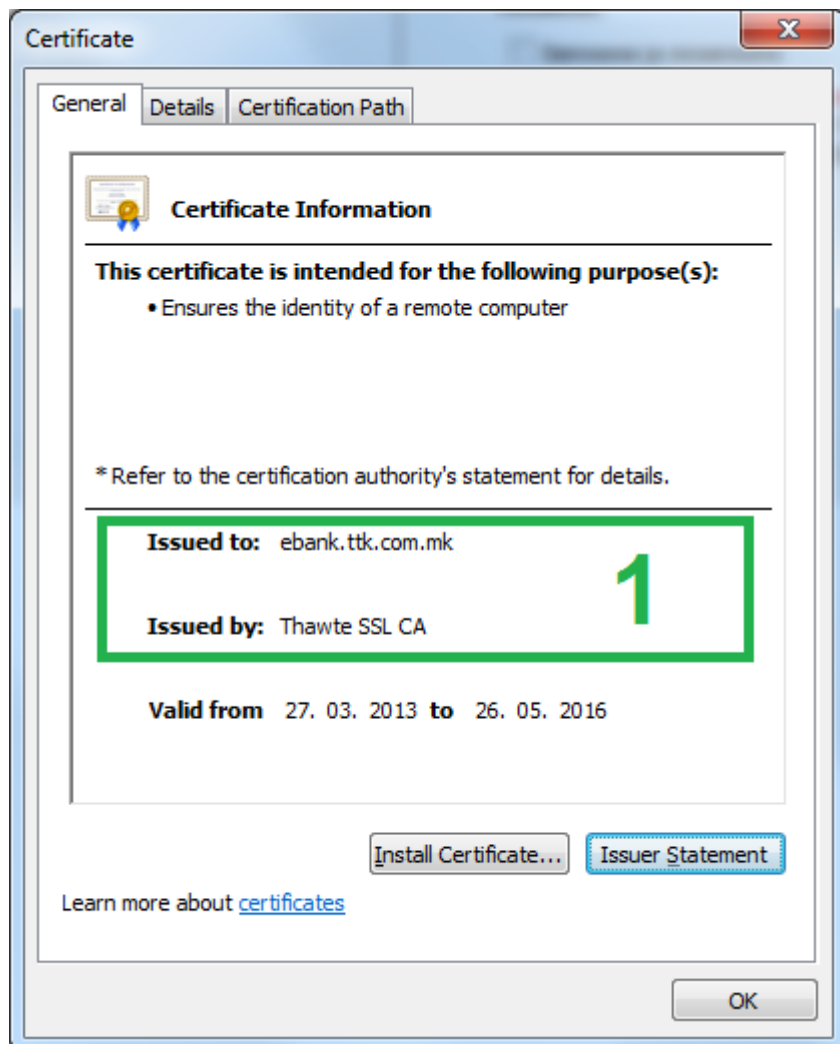 Certificate
General Details Certification Path
Certificate Information
This certificate is intended for the following purpose(s):
• Ensures the identity of a remote computer
* Refer to the certification authority's statement for details.
Issued to: ebank.ttk.com.mk
1
Issued by: Thawte SSL CA
Valid from 27. 03. 2013 to 26. 05. 2016
Install Certificate... Issuer Statement
Learn more about certificates
OK